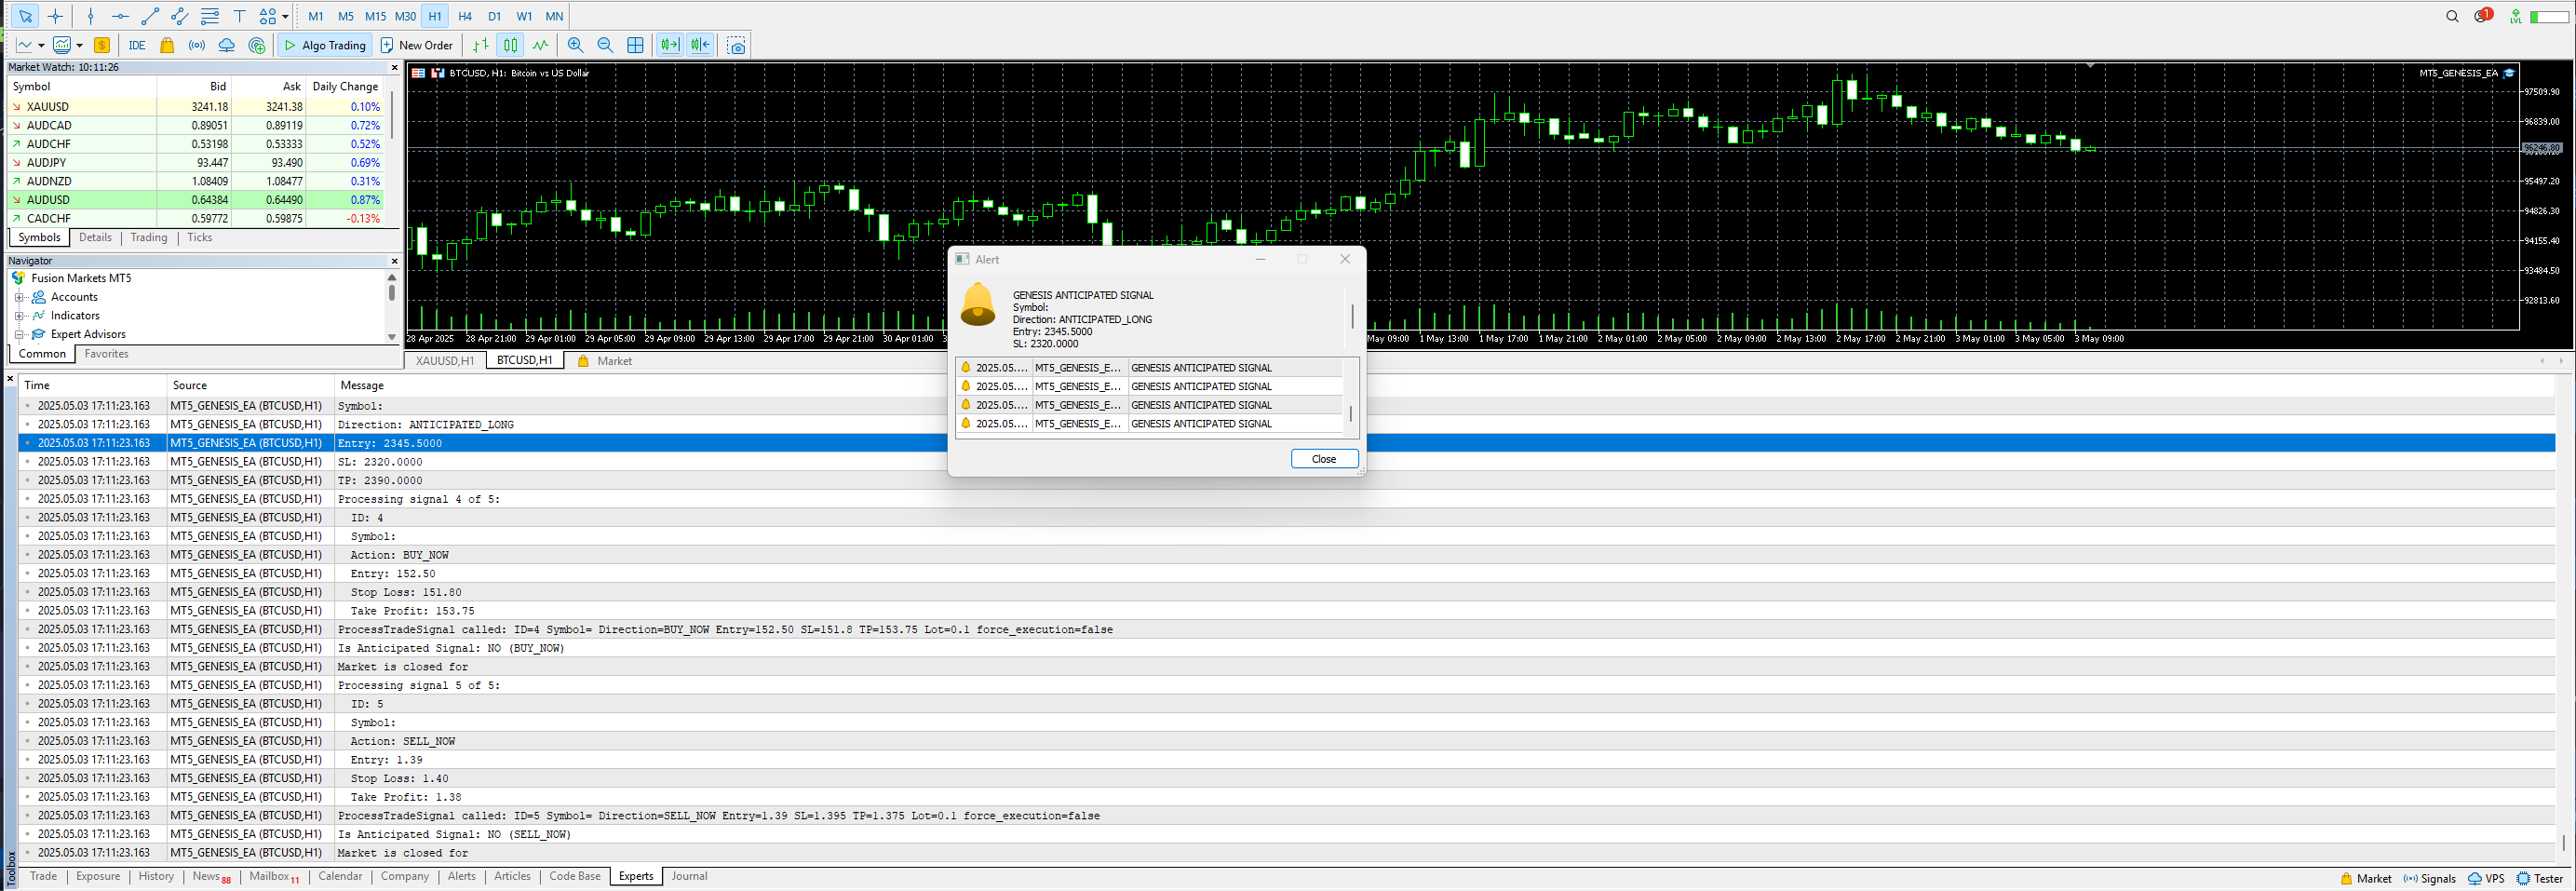 T
M1 M5 M15 M30 H1 H4 D1 W1 MN
1
LVL
IDE Algo Trading New Order
Market Watch: 10:11:26
Symbol Bid Ask Daily Change
XAUUSD 3241.18 3241.38 0.10%
AUDCAD 0.89051 0.89119 0.72%
AUDCHF 0.53198 0.53333 0.52%
AUDJPY 93.447 93.490 0.69%
AUDNZD 1.08409 1.08477 0.31%
AUDUSD 0.64384 0.64490 0.87%
CADCHF 0.59772 0.59875 -0.13%
Symbols Details Trading Ticks
Navigator
Fusion Markets MT5
Accounts
Indicators
Expert Advisors
Common Favorites
BTCUSD, H1: Bitcoin vs US Dollar
MT5_GENESIS_EA
97509.90
96839.00
96246.80
95497.20
94826.30
94155.40
93484.50
92813.60
28 Apr 2025 28 Apr 21:00 29 Apr 01:00 29 Apr 05:00 29 Apr 09:00 29 Apr 13:00 29 Apr 17:00 29 Apr 21:00 30 Apr 01:00 May 09:00 1 May 13:00 1 May 17:00 1 May 21:00 2 May 01:00 2 May 05:00 2 May 09:00 2 May 13:00 2 May 17:00 2 May 21:00 3 May 01:00 3 May 05:00 3 May 09:00
XAUUSD,H1 BTCUSD,H1 Market
Alert
GENESIS ANTICIPATED SIGNAL
Symbol:
Direction: ANTICIPATED_LONG
Entry: 2345.5000
SL: 2320.0000
2025.05.... MT5_GENESIS_E... GENESIS ANTICIPATED SIGNAL
2025.05.... MT5_GENESIS_E... GENESIS ANTICIPATED SIGNAL
2025.05.... MT5_GENESIS_E... GENESIS ANTICIPATED SIGNAL
2025.05.... MT5_GENESIS_E... GENESIS ANTICIPATED SIGNAL
Close
Time Source Message
2025.05.03 17:11:23.163 MT5_GENESIS_EA (BTCUSD,H1) Symbol:
2025.05.03 17:11:23.163 MT5_GENESIS_EA (BTCUSD,H1) Direction: ANTICIPATED_LONG
2025.05.03 17:11:23.163 MT5_GENESIS_EA (BTCUSD,H1) Entry: 2345.5000
2025.05.03 17:11:23.163 MT5_GENESIS_EA (BTCUSD,H1) SL: 2320.0000
2025.05.03 17:11:23.163 MT5_GENESIS_EA (BTCUSD,H1) TP: 2390.0000
2025.05.03 17:11:23.163 MT5_GENESIS_EA (BTCUSD,H1) Processing signal 4 of 5:
2025.05.03 17:11:23.163 MT5_GENESIS_EA (BTCUSD,H1) ID: 4
2025.05.03 17:11:23.163 MT5_GENESIS_EA (BTCUSD,H1) Symbol:
2025.05.03 17:11:23.163 MT5_GENESIS_EA (BTCUSD,H1) Action: BUY_NOW
2025.05.03 17:11:23.163 MT5_GENESIS_EA (BTCUSD,H1) Entry: 152.50
2025.05.03 17:11:23.163 MT5_GENESIS_EA (BTCUSD,H1) Stop Loss: 151.80
2025.05.03 17:11:23.163 MT5_GENESIS_EA (BTCUSD,H1) Take Profit: 153.75
2025.05.03 17:11:23.163 MT5_GENESIS_EA (BTCUSD,H1) ProcessTradeSignal called: ID=4 Symbol= Direction=BUY_NOW Entry=152.50 SL=151.8 TP=153.75 Lot=0.1 force_execution=false
2025.05.03 17:11:23.163 MT5_GENESIS_EA (BTCUSD,H1) Is Anticipated Signal: NO (BUY_NOW)
2025.05.03 17:11:23.163 MT5_GENESIS_EA (BTCUSD,H1) Market is closed for
2025.05.03 17:11:23.163 MT5_GENESIS_EA (BTCUSD,H1) Processing signal 5 of 5:
2025.05.03 17:11:23.163 MT5_GENESIS_EA (BTCUSD,H1) ID: 5
2025.05.03 17:11:23.163 MT5_GENESIS_EA (BTCUSD,H1) Symbol:
2025.05.03 17:11:23.163 MT5_GENESIS_EA (BTCUSD,H1) Action: SELL_NOW
2025.05.03 17:11:23.163 MT5_GENESIS_EA (BTCUSD,H1) Entry: 1.39
2025.05.03 17:11:23.163 MT5_GENESIS_EA (BTCUSD,H1) Stop Loss: 1.40
2025.05.03 17:11:23.163 MT5_GENESIS_EA (BTCUSD,H1) Take Profit: 1.38
2025.05.03 17:11:23.163 MT5_GENESIS_EA (BTCUSD,H1) ProcessTradeSignal called: ID=5 Symbol= Direction=SELL_NOW Entry=1.39 SL=1.395 TP=1.375 Lot=0.1 force_execution=false
2025.05.03 17:11:23.163 MT5_GENESIS_EA (BTCUSD,H1) Is Anticipated Signal: NO (SELL_NOW)
2025.05.03 17:11:23.163 MT5_GENESIS_EA (BTCUSD,H1) Market is closed for
Toolbox
Trade Exposure History News 88 Mailbox 11 Calendar Company Alerts Articles Code Base Experts Journal
Market Signals VPS Tester